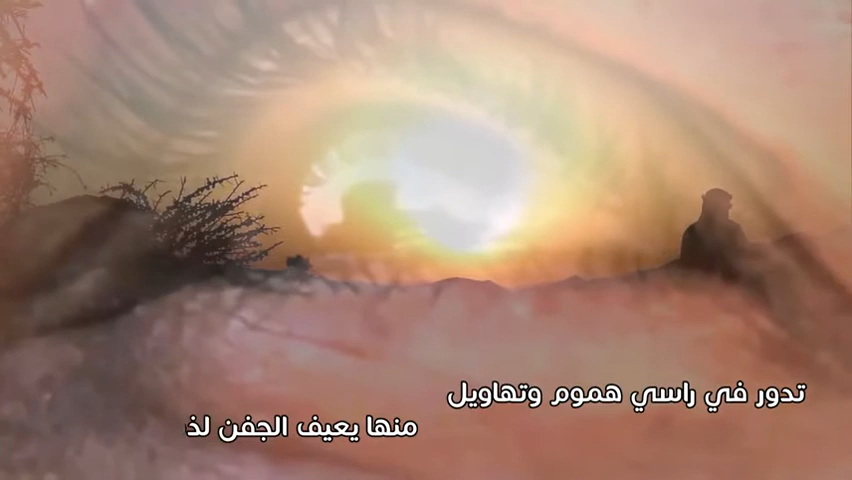 تدور في راسي هموم وتهاويل
منها يعيف الجفن لذ